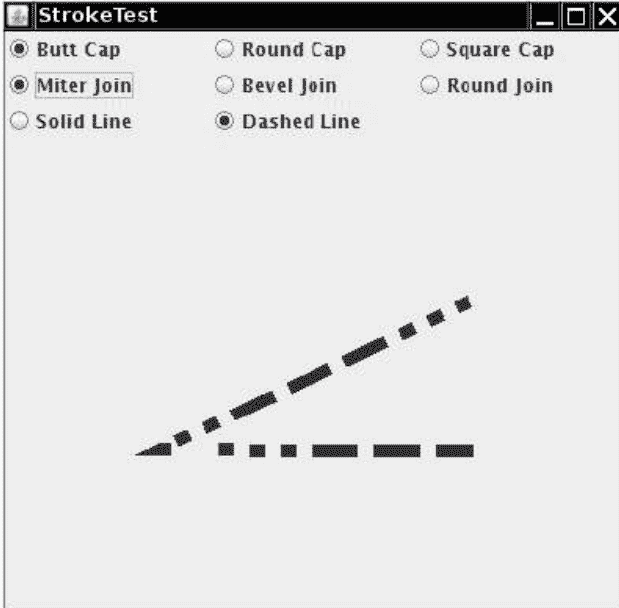 StrokeTest
Butt Cap Round Cap Square Cap
Miter Join Bevel Join Round Join
Solid Line Dashed Line